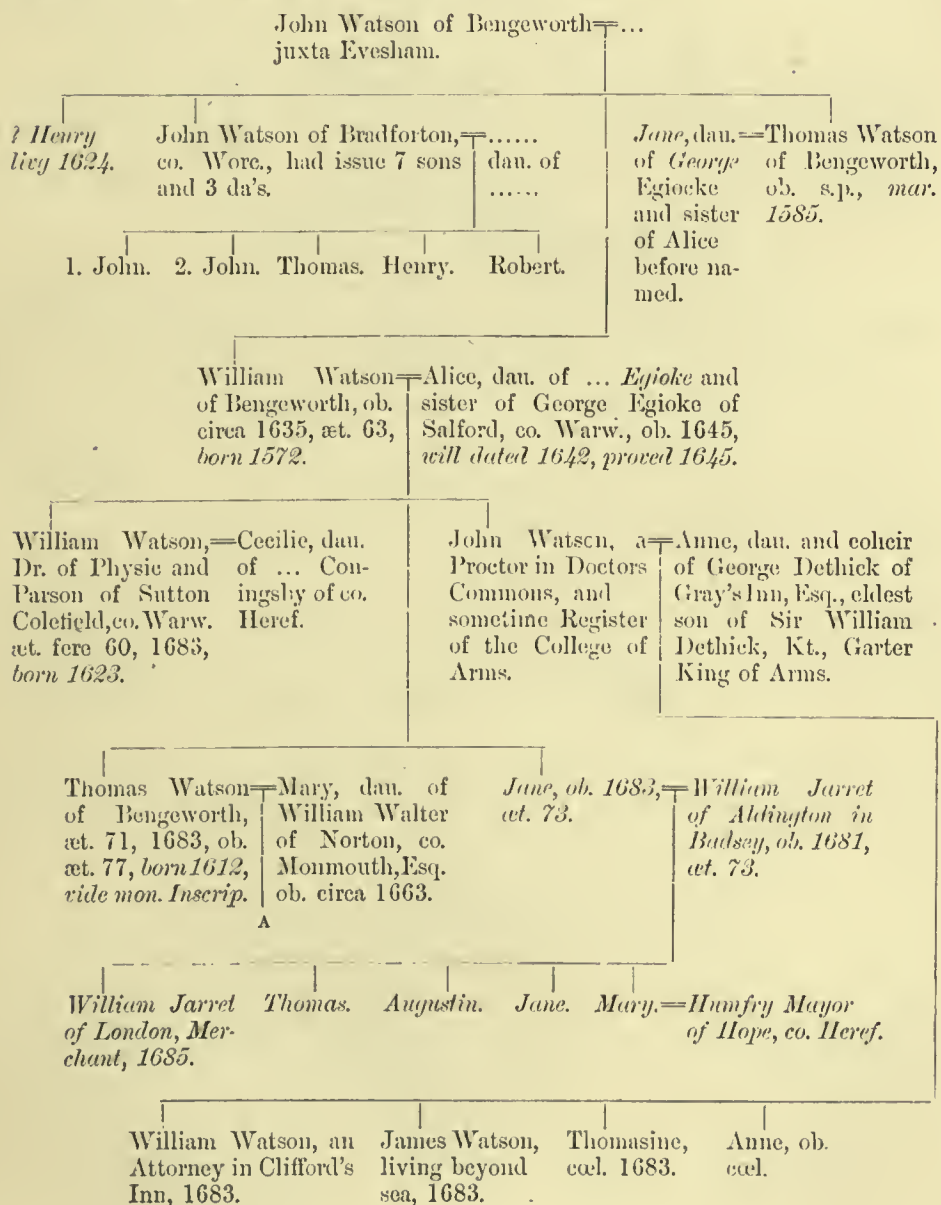 John Watson of Bengeworth=...
juxta Evesham.
? Henry
livg 1624.
John Watson of Bradforton,=......
co. Worc., had issue 7 sons dau. of
and 3 da's. ......
Jane, dau.=Thomas Watson
of George of Bengeworth,
Egiocke ob. s.p., mar.
and sister 1585.
of Alice
before na-
med.
1. John. 2. John. Thomas. Henry. Robert.
William Watson=Alice, dau. of ... Egioke and
of Bengeworth, ob. sister of George Egioke of
circa 1635, æt. 63, Salford, co. Warw., ob. 1645,
born 1572. will dated 1642, proved 1645.
William Watson,=Cecilie, dau.
Dr. of Physic and of ... Con-
Parson of Sutton ingsby of co.
Colefield, co. Warw. Heref.
æt. fere 60, 1683,
born 1623.
John Watson, a=Anne, dau. and coheir
Proctor in Doctors of George Dethick of
Commons, and Gray's Inn, Esq., eldest
sometime Register son of Sir William
of the College of Dethick, Kt., Garter
Arms. King of Arms.
Thomas Watson=Mary, dau. of
of Bengeworth, William Walter
æt. 71, 1683, ob. of Norton, co.
æt. 77, born 1612, Monmouth, Esq.
vide mon. Inscrip. ob. circa 1663.
A
Jane, ob. 1683,=William Jarret
æt. 73. of Aldington in
Badsey, ob. 1681,
æt. 73.
William Jarret Thomas. Augustin. Jane. Mary.=Humfry Mayor
of London, Mer- of Hope, co. Heref.
chant, 1685.
William Watson, an
Attorney in Clifford's
Inn, 1683.
James Watson,
living beyond
sea, 1683.
Thomasine,
cœl. 1683.
Anne, ob.
cœl.